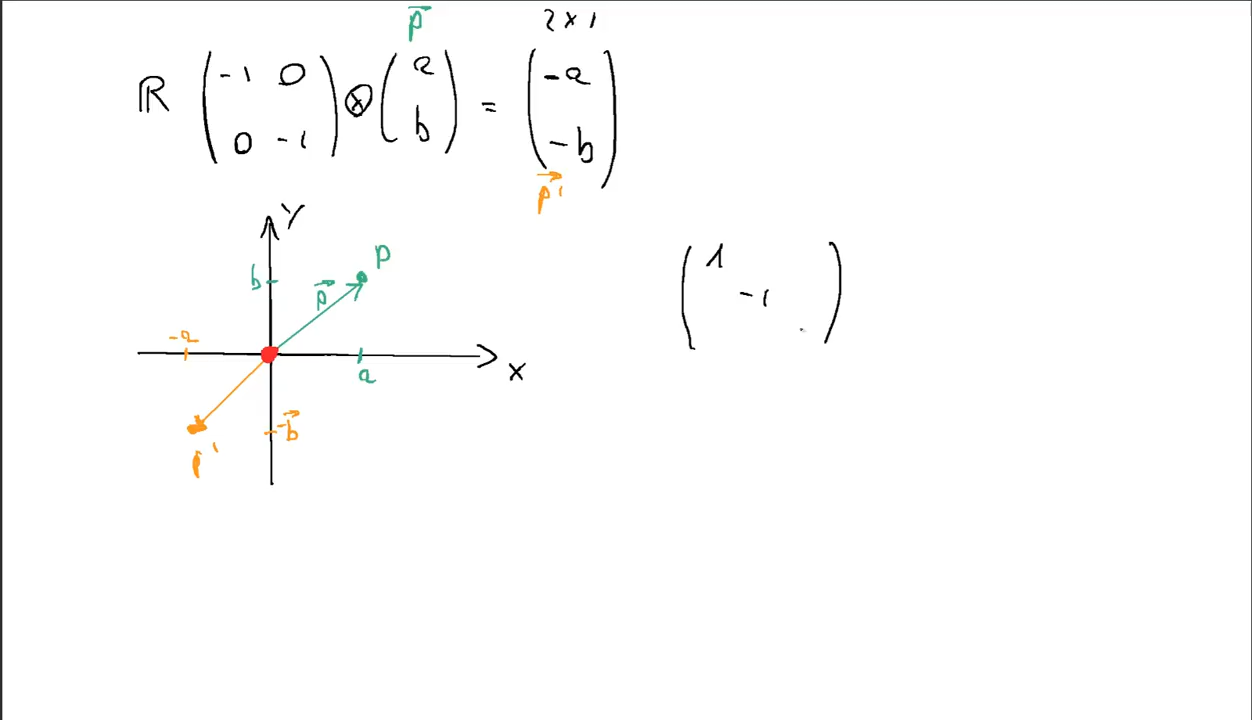 p⃗ 2 x 1
ℝ ( -1 0 ) ⊗ ( a ) = ( -a )
( 0 -1 ) ( b ) ( -b )
p⃗'
Y
b p⃗ P
( 1
-1 )
-a
a x
-b⃗
p'